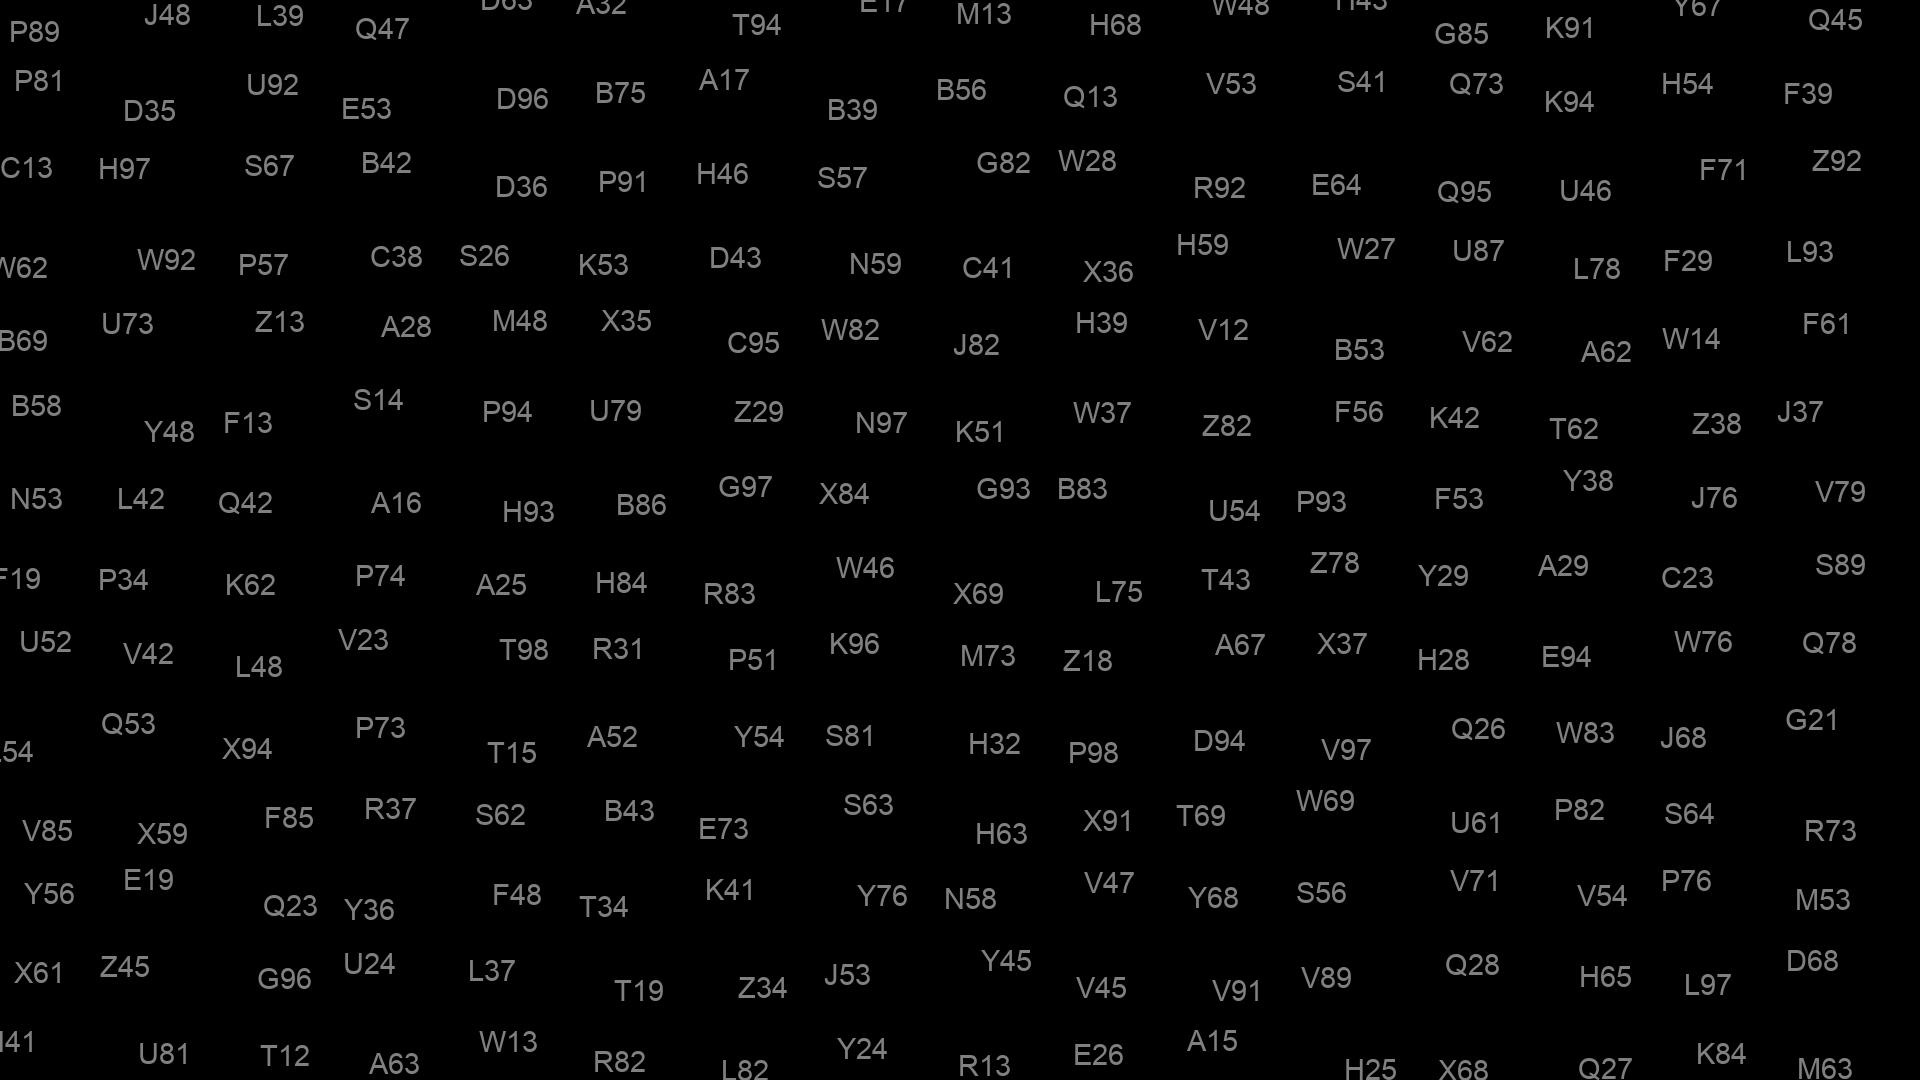 P89 J48 L39 Q47 D63 A32 T94 E17 M13 H68 W48 H43 G85 K91 Y67 Q45
P81 D35 U92 E53 D96 B75 A17 B39 B56 Q13 V53 S41 Q73 K94 H54 F39
C13 H97 S67 B42 D36 P91 H46 S57 G82 W28 R92 E64 Q95 U46 F71 Z92
W62 W92 P57 C38 S26 K53 D43 N59 C41 X36 H59 W27 U87 L78 F29 L93
B69 U73 Z13 A28 M48 X35 C95 W82 J82 H39 V12 B53 V62 A62 W14 F61
B58 Y48 F13 S14 P94 U79 Z29 N97 K51 W37 Z82 F56 K42 T62 Z38 J37
N53 L42 Q42 A16 H93 B86 G97 X84 G93 B83 U54 P93 F53 Y38 J76 V79
F19 P34 K62 P74 A25 H84 R83 W46 X69 L75 T43 Z78 Y29 A29 C23 S89
U52 V42 L48 V23 T98 R31 P51 K96 M73 Z18 A67 X37 H28 E94 W76 Q78
Q53 X94 P73 T15 A52 Y54 S81 H32 P98 D94 V97 Q26 W83 J68 G21
V85 X59 F85 R37 S62 B43 E73 S63 H63 X91 T69 W69 U61 P82 S64 R73
Y56 E19 Q23 Y36 F48 T34 K41 Y76 N58 V47 Y68 S56 V71 V54 P76 M53
X61 Z45 G96 U24 L37 T19 Z34 J53 Y45 V45 V91 V89 Q28 H65 L97 D68
U81 T12 A63 W13 R82 L82 Y24 R13 E26 A15 H25 X68 Q27 K84 M63